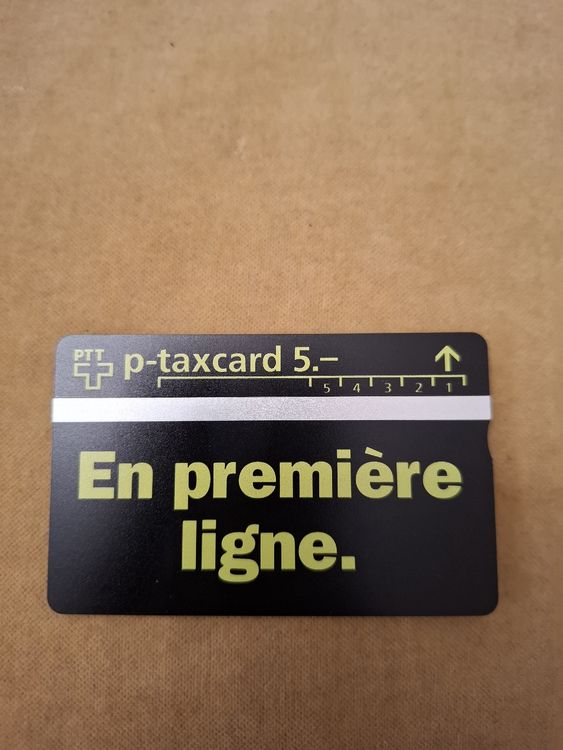 PTT
p-taxcard 5.–
5 4 3 2 1
En première
ligne.